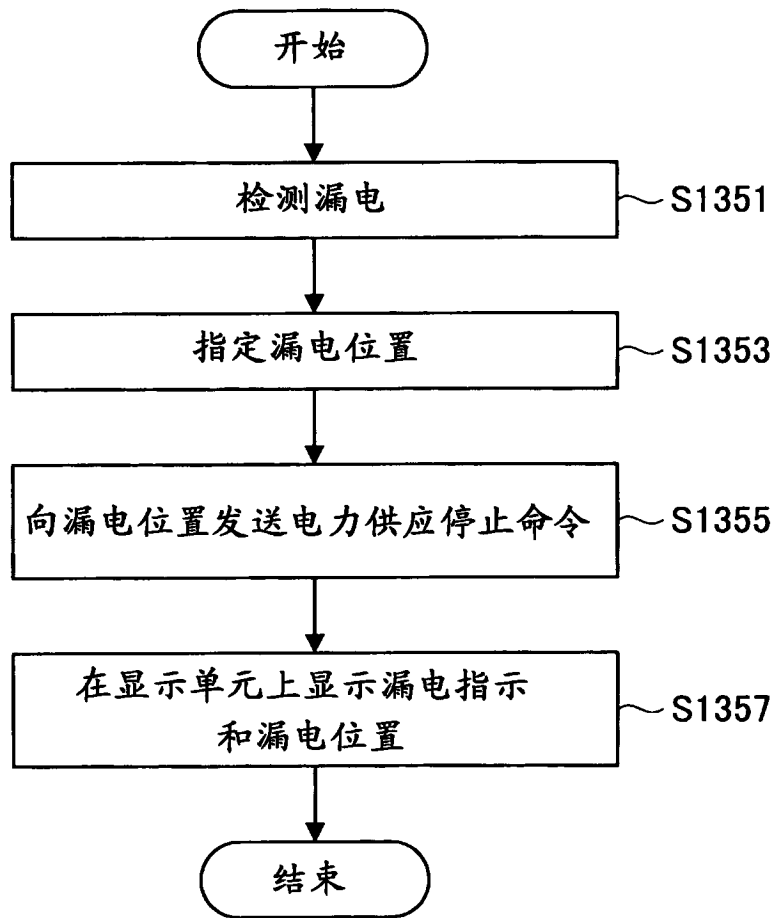 开始
检测漏电
S1351
指定漏电位置
S1353
向漏电位置发送电力供应停止命令
S1355
在显示单元上显示漏电指示
和漏电位置
S1357
结束